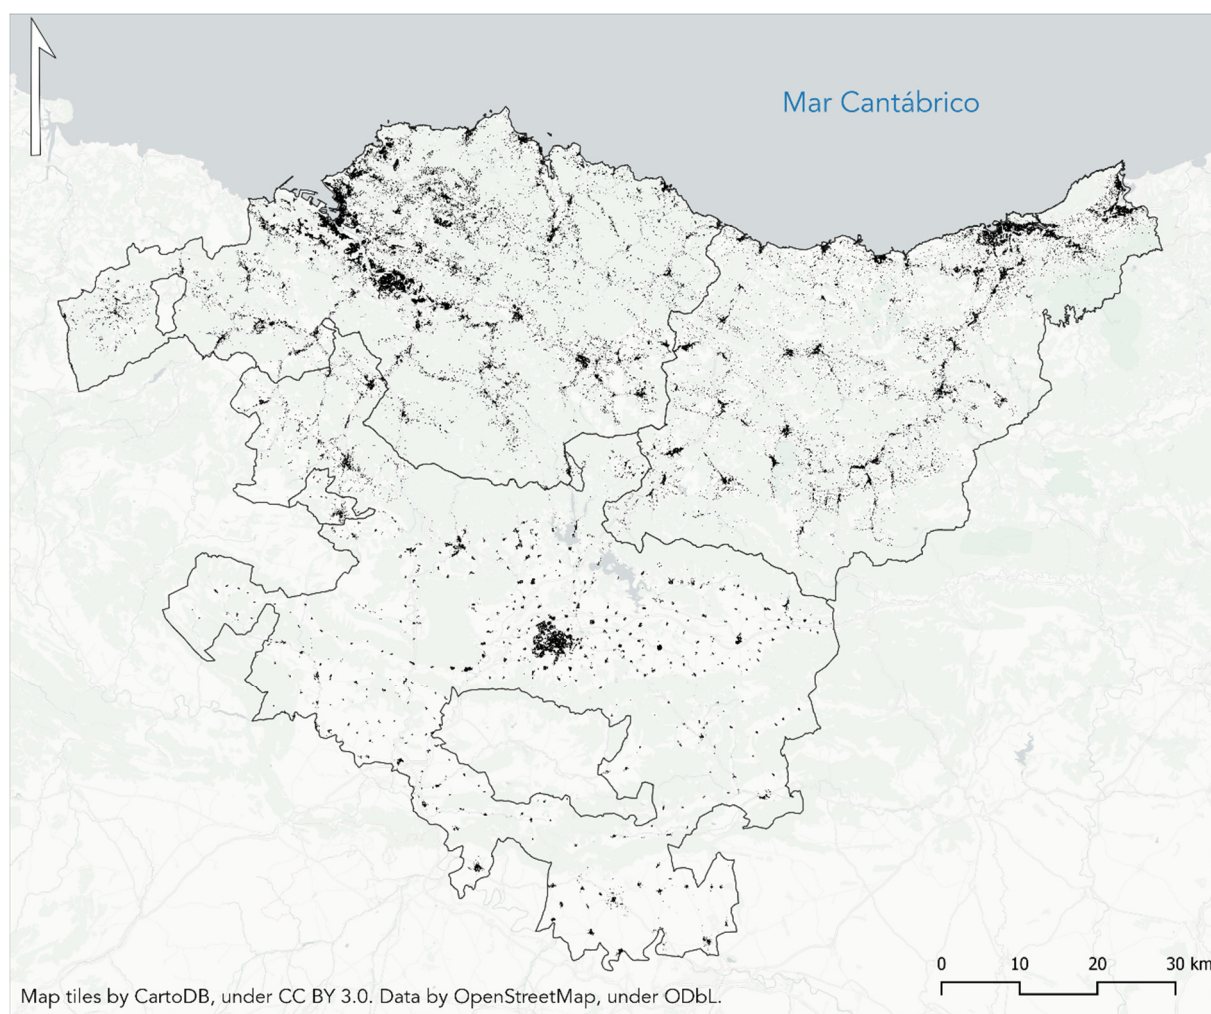 Mar Cantábrico
0 10 20 30 km
Map tiles by CartoDB, under CC BY 3.0. Data by OpenStreetMap, under ODbL.